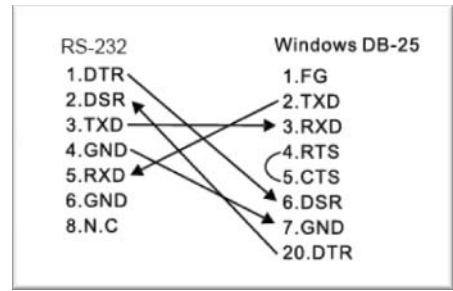 RS-232
1.DTR
2.DSR
3.TXD
4.GND
5.RXD
6.GND
8.N.C
Windows DB-25
1.FG
2.TXD
3.RXD
4.RTS
5.CTS
6.DSR
7.GND
20.DTR